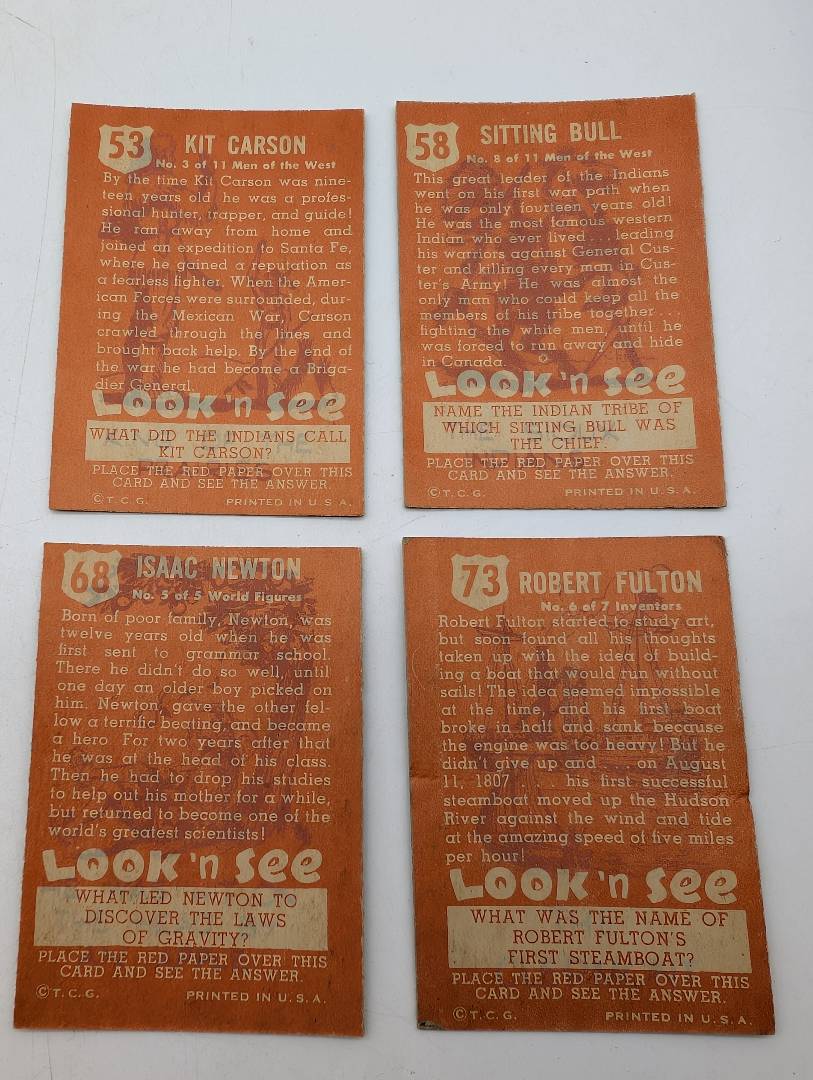 53
KIT CARSON
No. 3 of 11 Men of the West
By the time Kit Carson was nine-
teen years old he was a profes-
sional hunter, trapper, and guide!
He ran away from home and
joined an expedition to Santa Fe,
where he gained a reputation as
a fearless fighter. When the Amer-
ican Forces were surrounded, dur-
ing the Mexican War, Carson
crawled through the lines and
brought back help. By the end of
the war he had become a Briga-
dier General.
LOOK 'n See
WHAT DID THE INDIANS CALL
KIT CARSON?
PLACE THE RED PAPER OVER THIS
CARD AND SEE THE ANSWER.
© T. C. G. PRINTED IN U. S. A.
58
SITTING BULL
No. 8 of 11 Men of the West
This great leader of the Indians
went on his first war path when
he was only fourteen years old!
He was the most famous western
Indian who ever lived . . . leading
his warriors against General Cus-
ter and killing every man in Cus-
ter's Army! He was almost the
only man who could keep all the
members of his tribe together . . .
fighting the white men, until he
was forced to run away and hide
in Canada.
LOOK 'n See
NAME THE INDIAN TRIBE OF
WHICH SITTING BULL WAS
THE CHIEF.
PLACE THE RED PAPER OVER THIS
CARD AND SEE THE ANSWER.
© T. C. G. PRINTED IN U. S. A.
68
ISAAC NEWTON
No. 5 of 5 World Figures
Born of poor family, Newton, was
twelve years old when he was
first sent to grammar school.
There he didn't do so well, until
one day an older boy picked on
him. Newton gave the other fel-
low a terrific beating, and became
a hero. For two years after that
he was at the head of his class.
Then he had to drop his studies
to help out his mother for a while,
but returned to become one of the
world's greatest scientists!
LOOK 'n See
WHAT LED NEWTON TO
DISCOVER THE LAWS
OF GRAVITY?
PLACE THE RED PAPER OVER THIS
CARD AND SEE THE ANSWER.
© T. C. G. PRINTED IN U. S. A.
73
ROBERT FULTON
No. 6 of 7 Inventors
Robert Fulton started to study art,
but soon found all his thoughts
taken up with the idea of build-
ing a boat that would run without
sails! The idea seemed impossible
at the time, and his first boat
broke in half and sank because
the engine was too heavy! But he
didn't give up and . . . . on August
11, 1807 . . . . his first successful
steamboat moved up the Hudson
River against the wind and tide
at the amazing speed of five miles
per hour!
LOOK 'n See
WHAT WAS THE NAME OF
ROBERT FULTON'S
FIRST STEAMBOAT?
PLACE THE RED PAPER OVER THIS
CARD AND SEE THE ANSWER.
© T. C. G. PRINTED IN U. S. A.